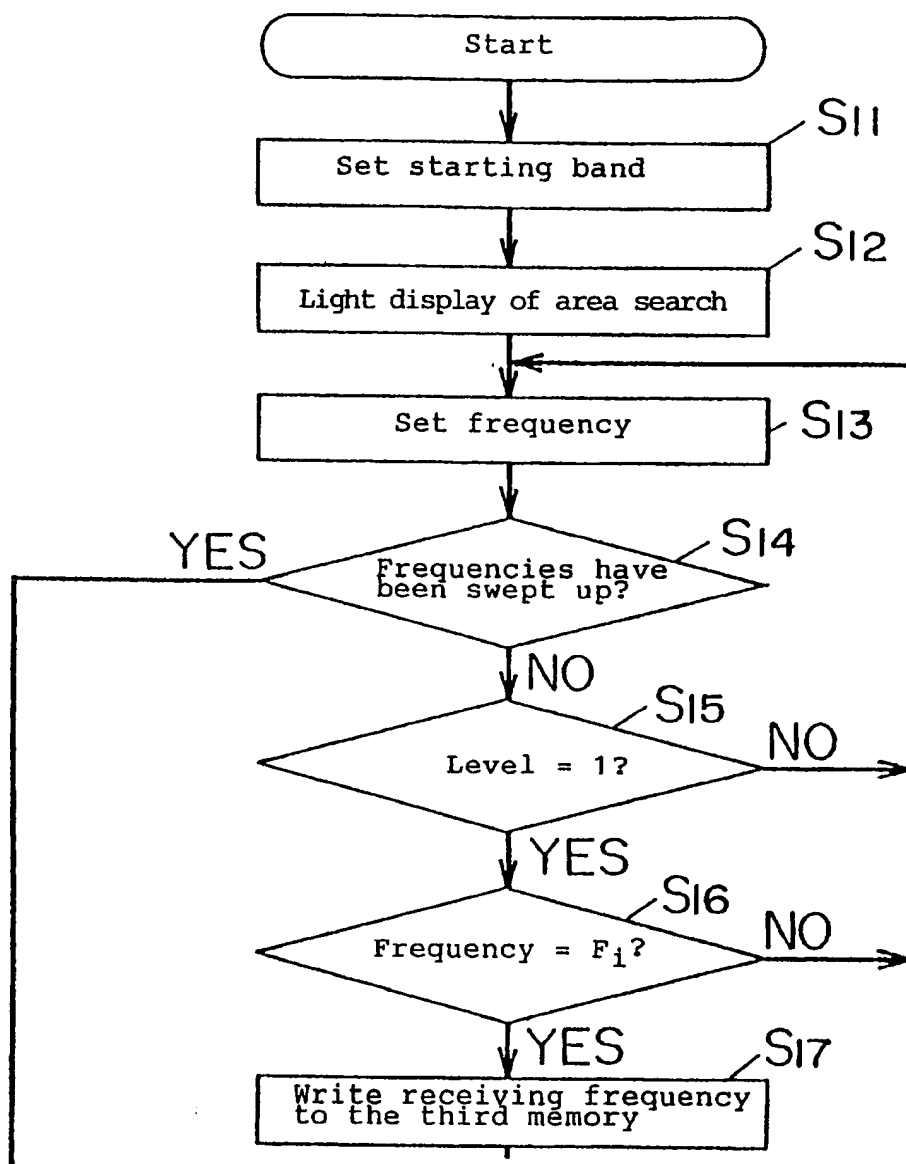 Start
S11
Set starting band
S12
Light display of area search
Set frequency
S13
YES
S14
Frequencies have
been swept up?
NO
S15
NO
Level = 1?
YES
S16
NO
Frequency = Fi?
YES
S17
Write receiving frequency
to the third memory